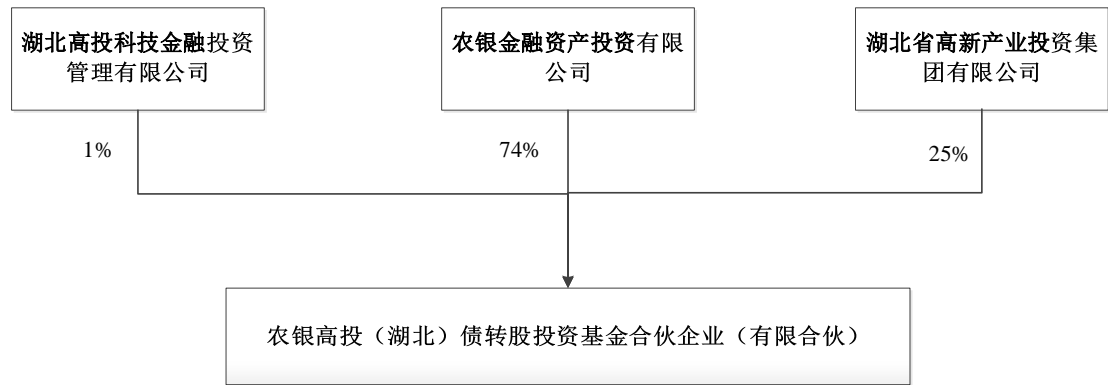 湖北高投科技金融投资
管理有限公司
农银金融资产投资有限
公司
湖北省高新产业投资集
团有限公司
1%
74%
25%
农银高投（湖北）债转股投资基金合伙企业（有限合伙）